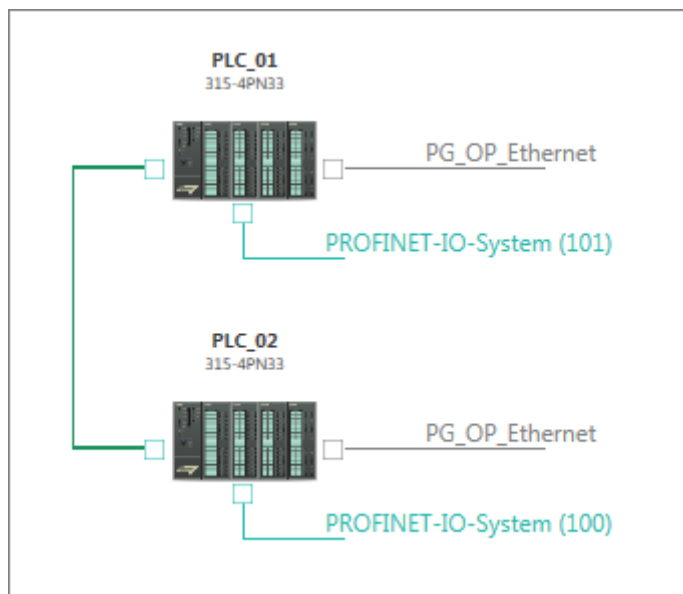 PLC_01
315-4PN33
PG_OP_Ethernet
PROFINET-IO-System (101)
PLC_02
315-4PN33
PG_OP_Ethernet
PROFINET-IO-System (100)